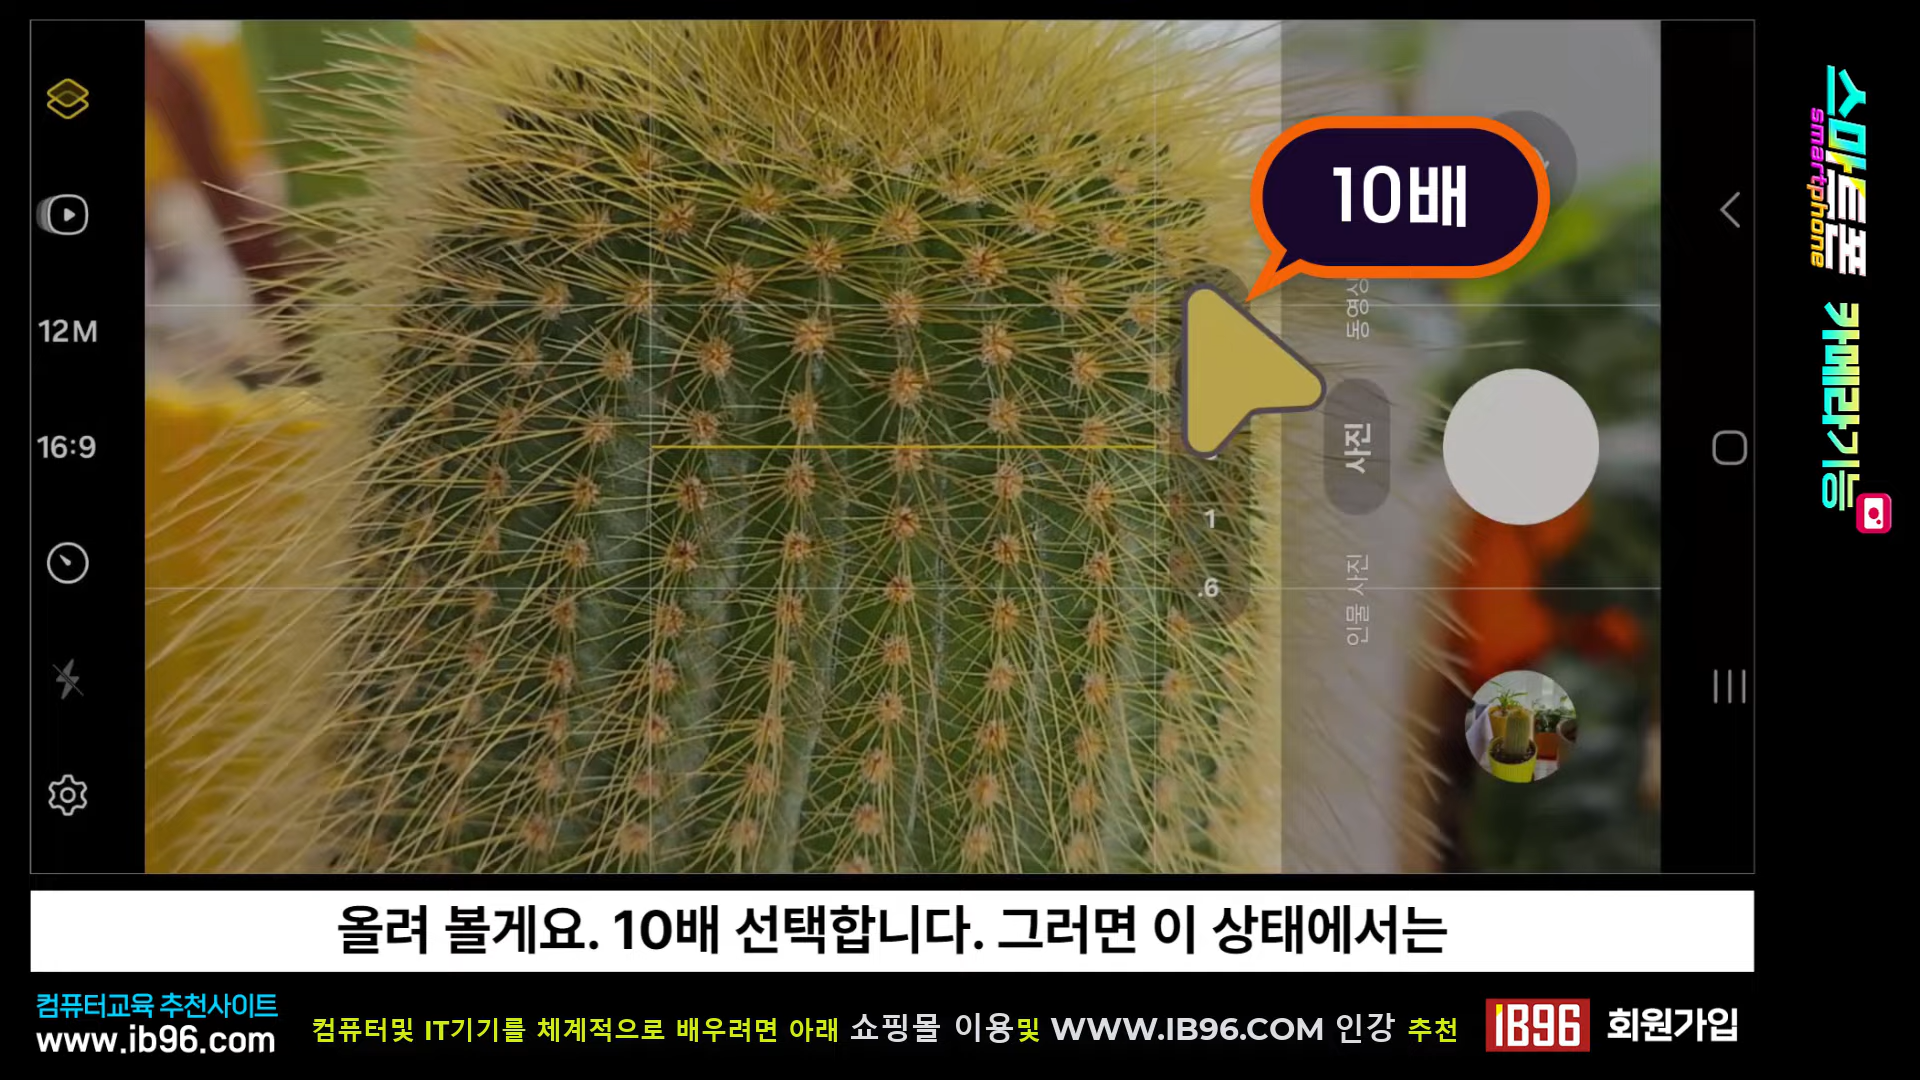 12M
16:9
10배
동영상
사진
인물 사진
1
.6
스마트폰
smartphone
카메라기능
올려 볼게요. 10배 선택합니다. 그러면 이 상태에서는
컴퓨터교육 추천사이트
www.ib96.com
컴퓨터및 IT기기를 체계적으로 배우려면 아래 쇼핑몰 이용및 WWW.IB96.COM 인강 추천
IB96 회원가입